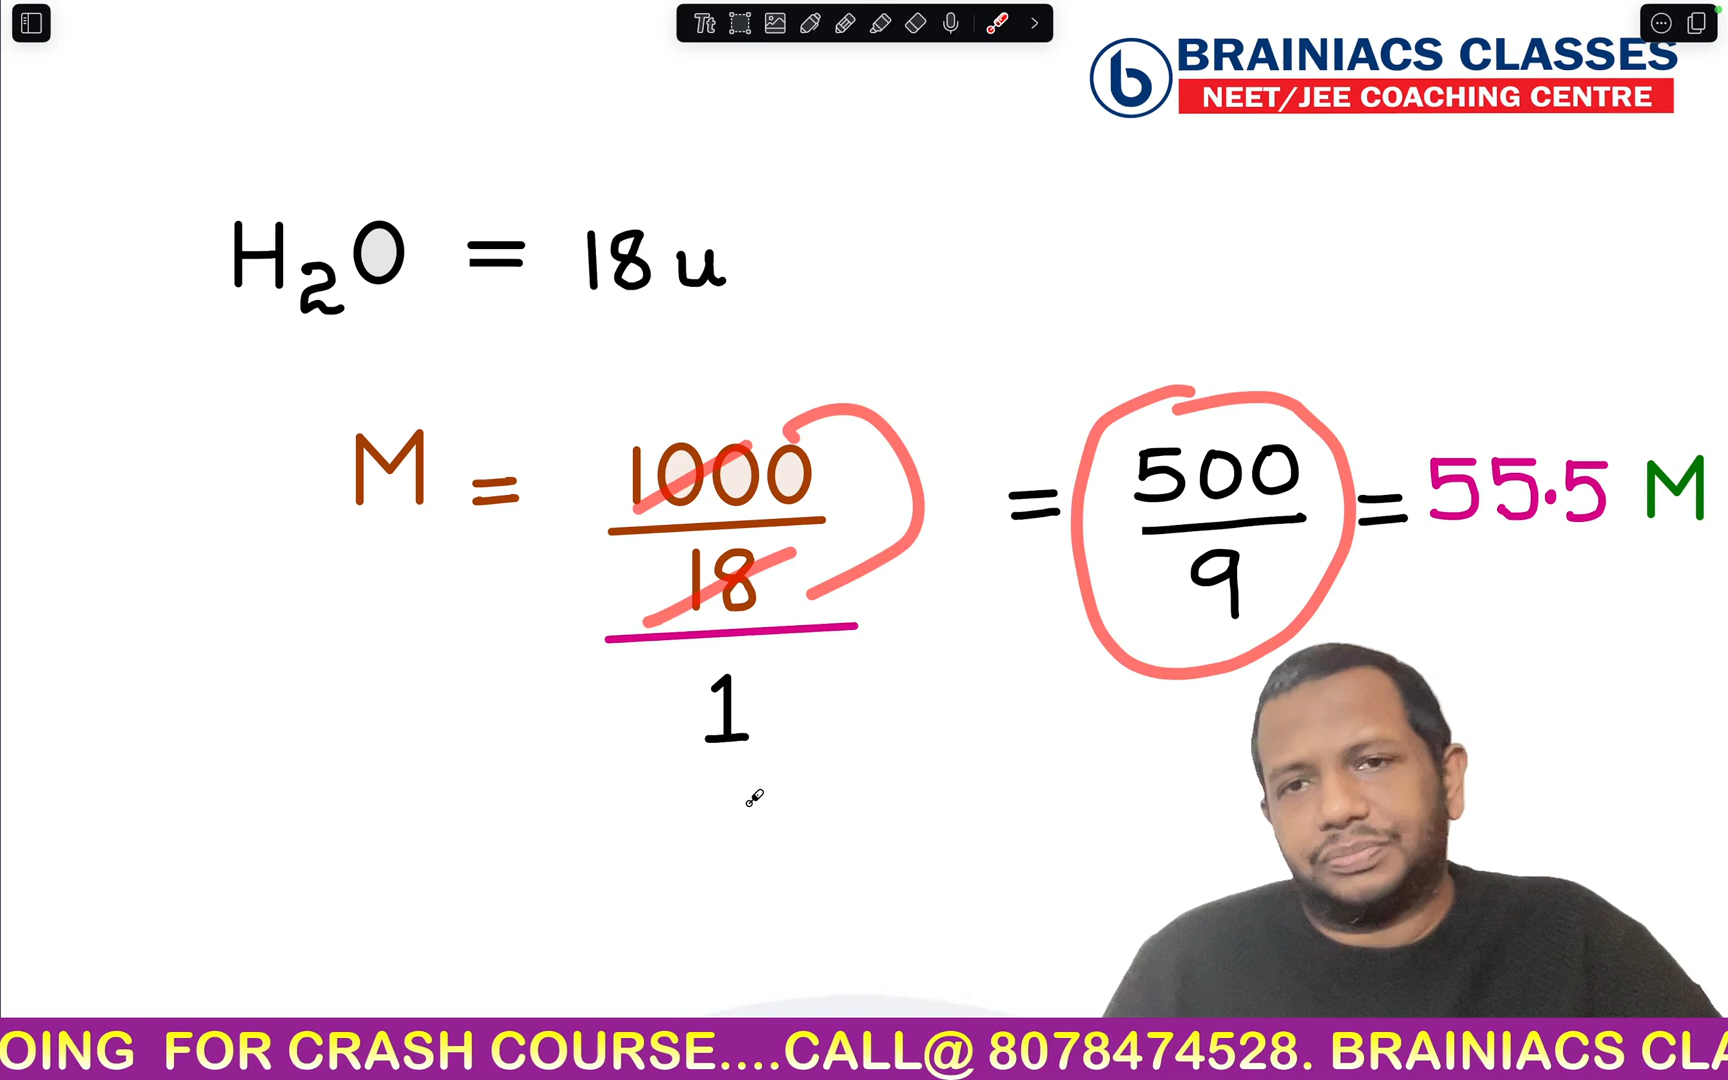 Tt
BRAINIACS CLASSES
b
NEET/JEE COACHING CENTRE
H₂O = 18 u
M = 1000/18/1 = 500/9 = 55.5 M
OING FOR CRASH COURSE....CALL@ 8078474528. BRAINIACS CLA